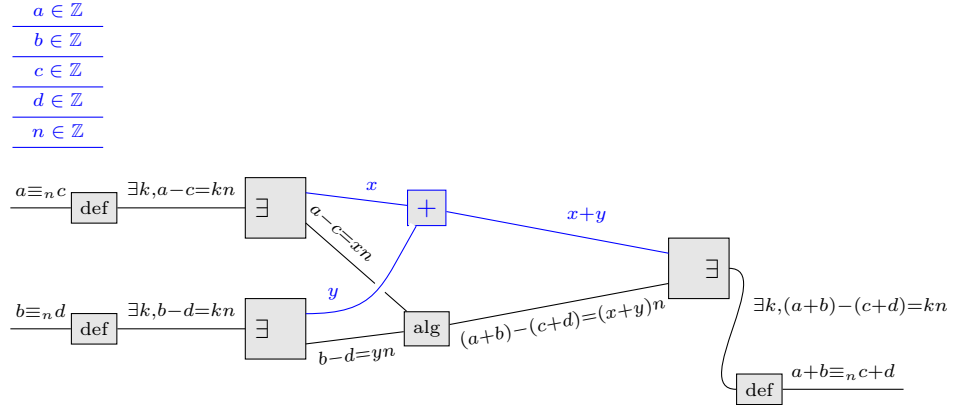 a ∈ ℤ
b ∈ ℤ
c ∈ ℤ
d ∈ ℤ
n ∈ ℤ
a≡ₙc
def
∃k,a−c=kn
∃
x
a−c=xn
+
x+y
∃
b≡ₙd
def
∃k,b−d=kn
∃
y
b−d=yn
alg
(a+b)−(c+d)=(x+y)n
∃k,(a+b)−(c+d)=kn
def
a+b≡ₙc+d